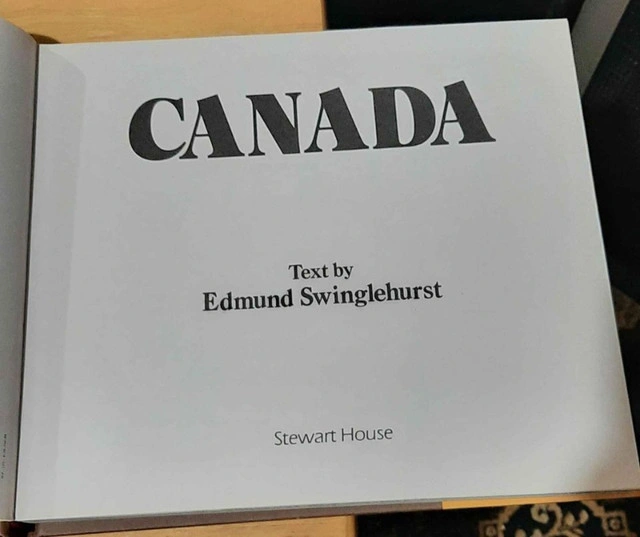 CANADA
Text by
Edmund Swinglehurst
Stewart House